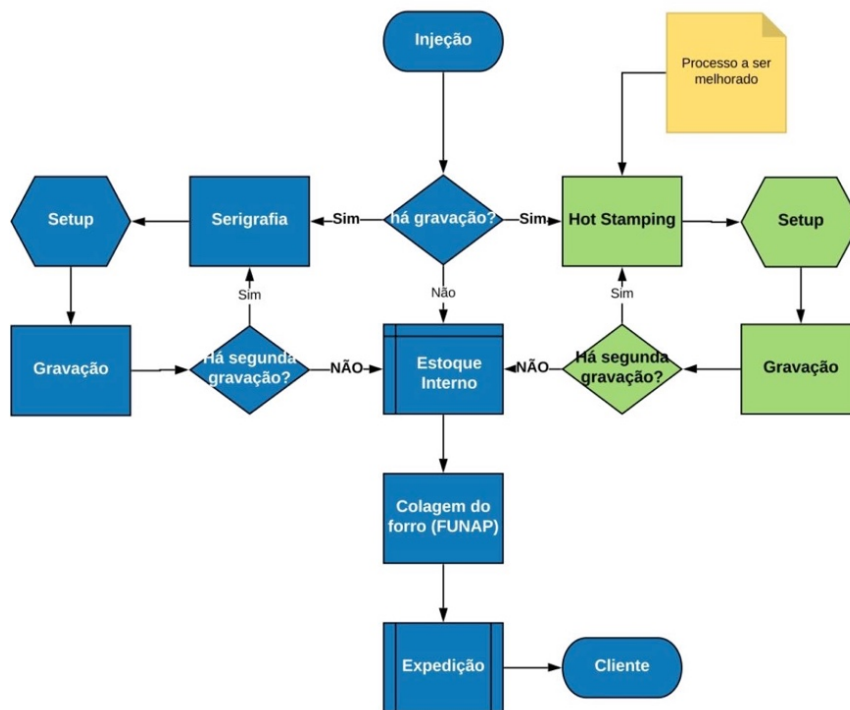 Injeção
Processo a ser
melhorado
Setup
Serigrafia
Sim
há gravação?
Sim
Hot Stamping
Setup
Sim
Não
Sim
Gravação
Há segunda
gravação?
NÃO
Estoque
Interno
NÃO
Há segunda
gravação?
Gravação
Colagem do
forro (FUNAP)
Expedição
Cliente